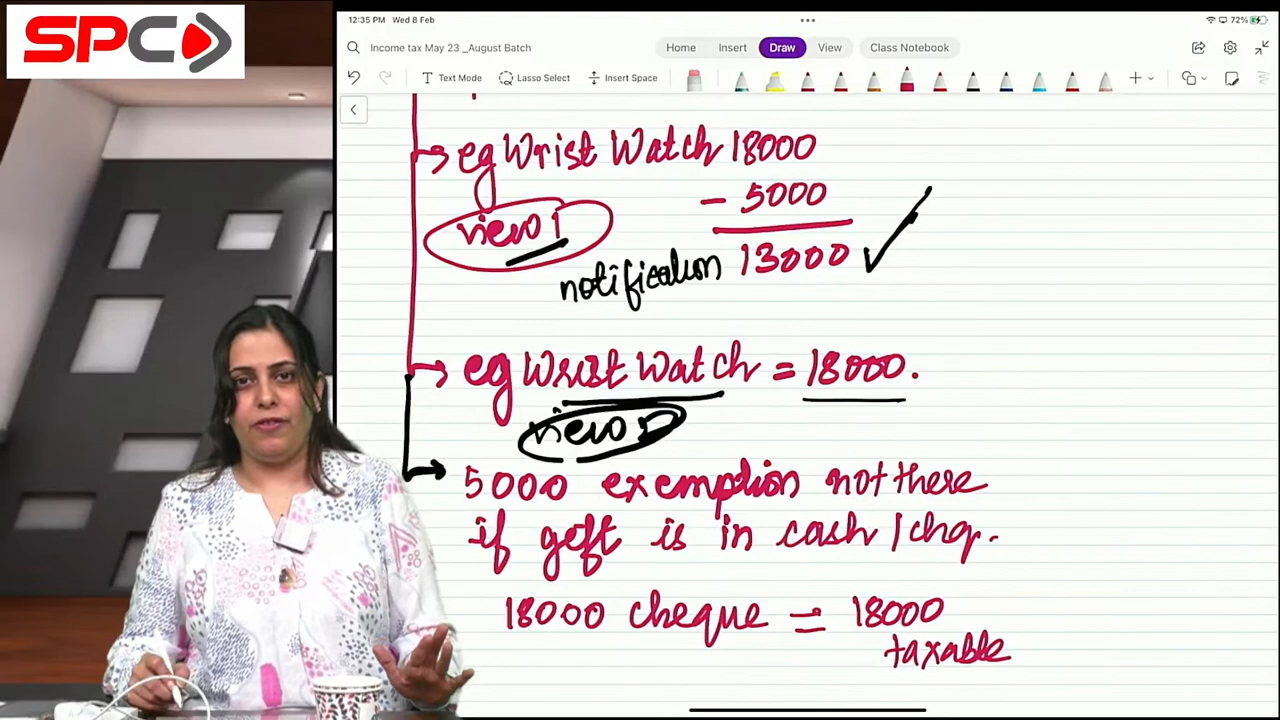 SPC
12:35 PM Wed 8 Feb
72%
Income tax May 23 _August Batch
Home Insert Draw View Class Notebook
Text Mode Lasso Select Insert Space
eg Wrist Watch 18000
- 5000
view 1
notification 13000
eg Wrist Watch = 18000.
view
5000 exemption not there
if geft is in cash / chq.
18000 cheque = 18000
taxable